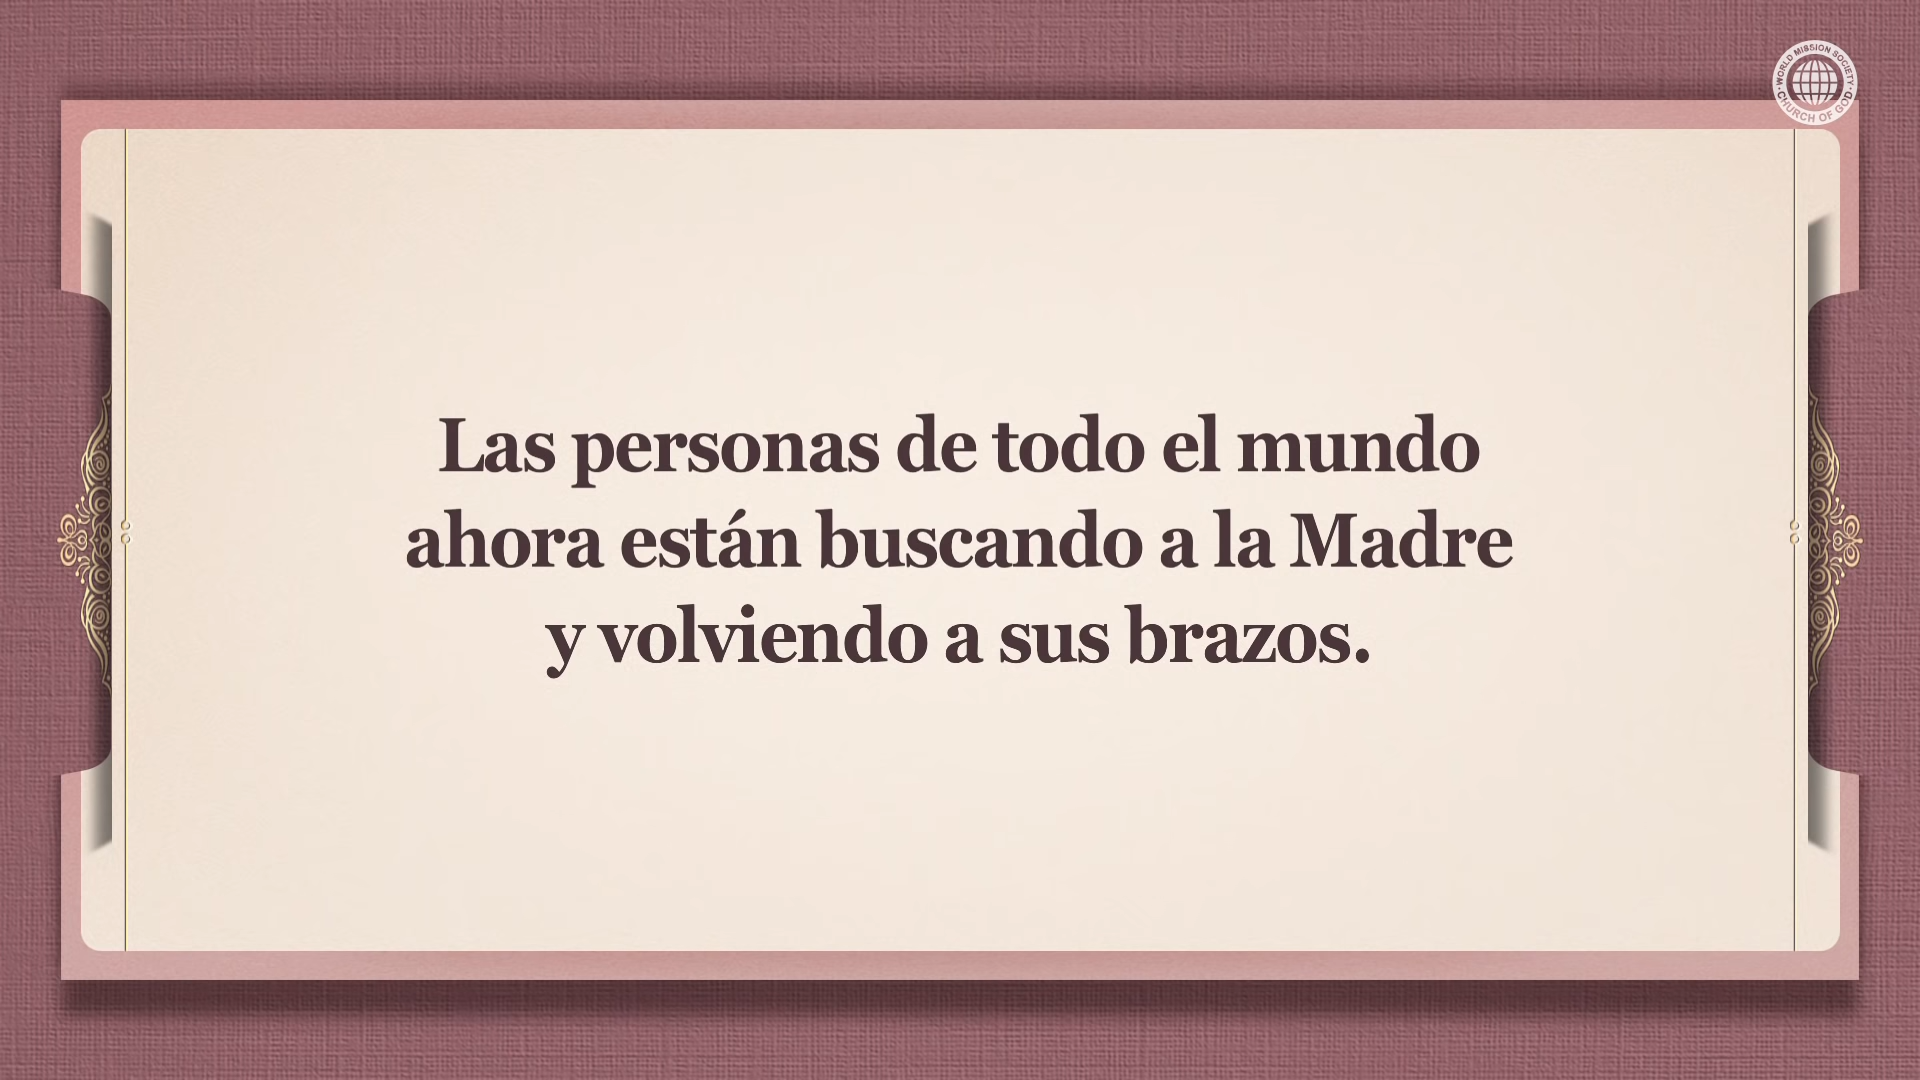 WORLD MISSION SOCIETY
CHURCH OF GOD
Las personas de todo el mundo
ahora están buscando a la Madre
y volviendo a sus brazos.